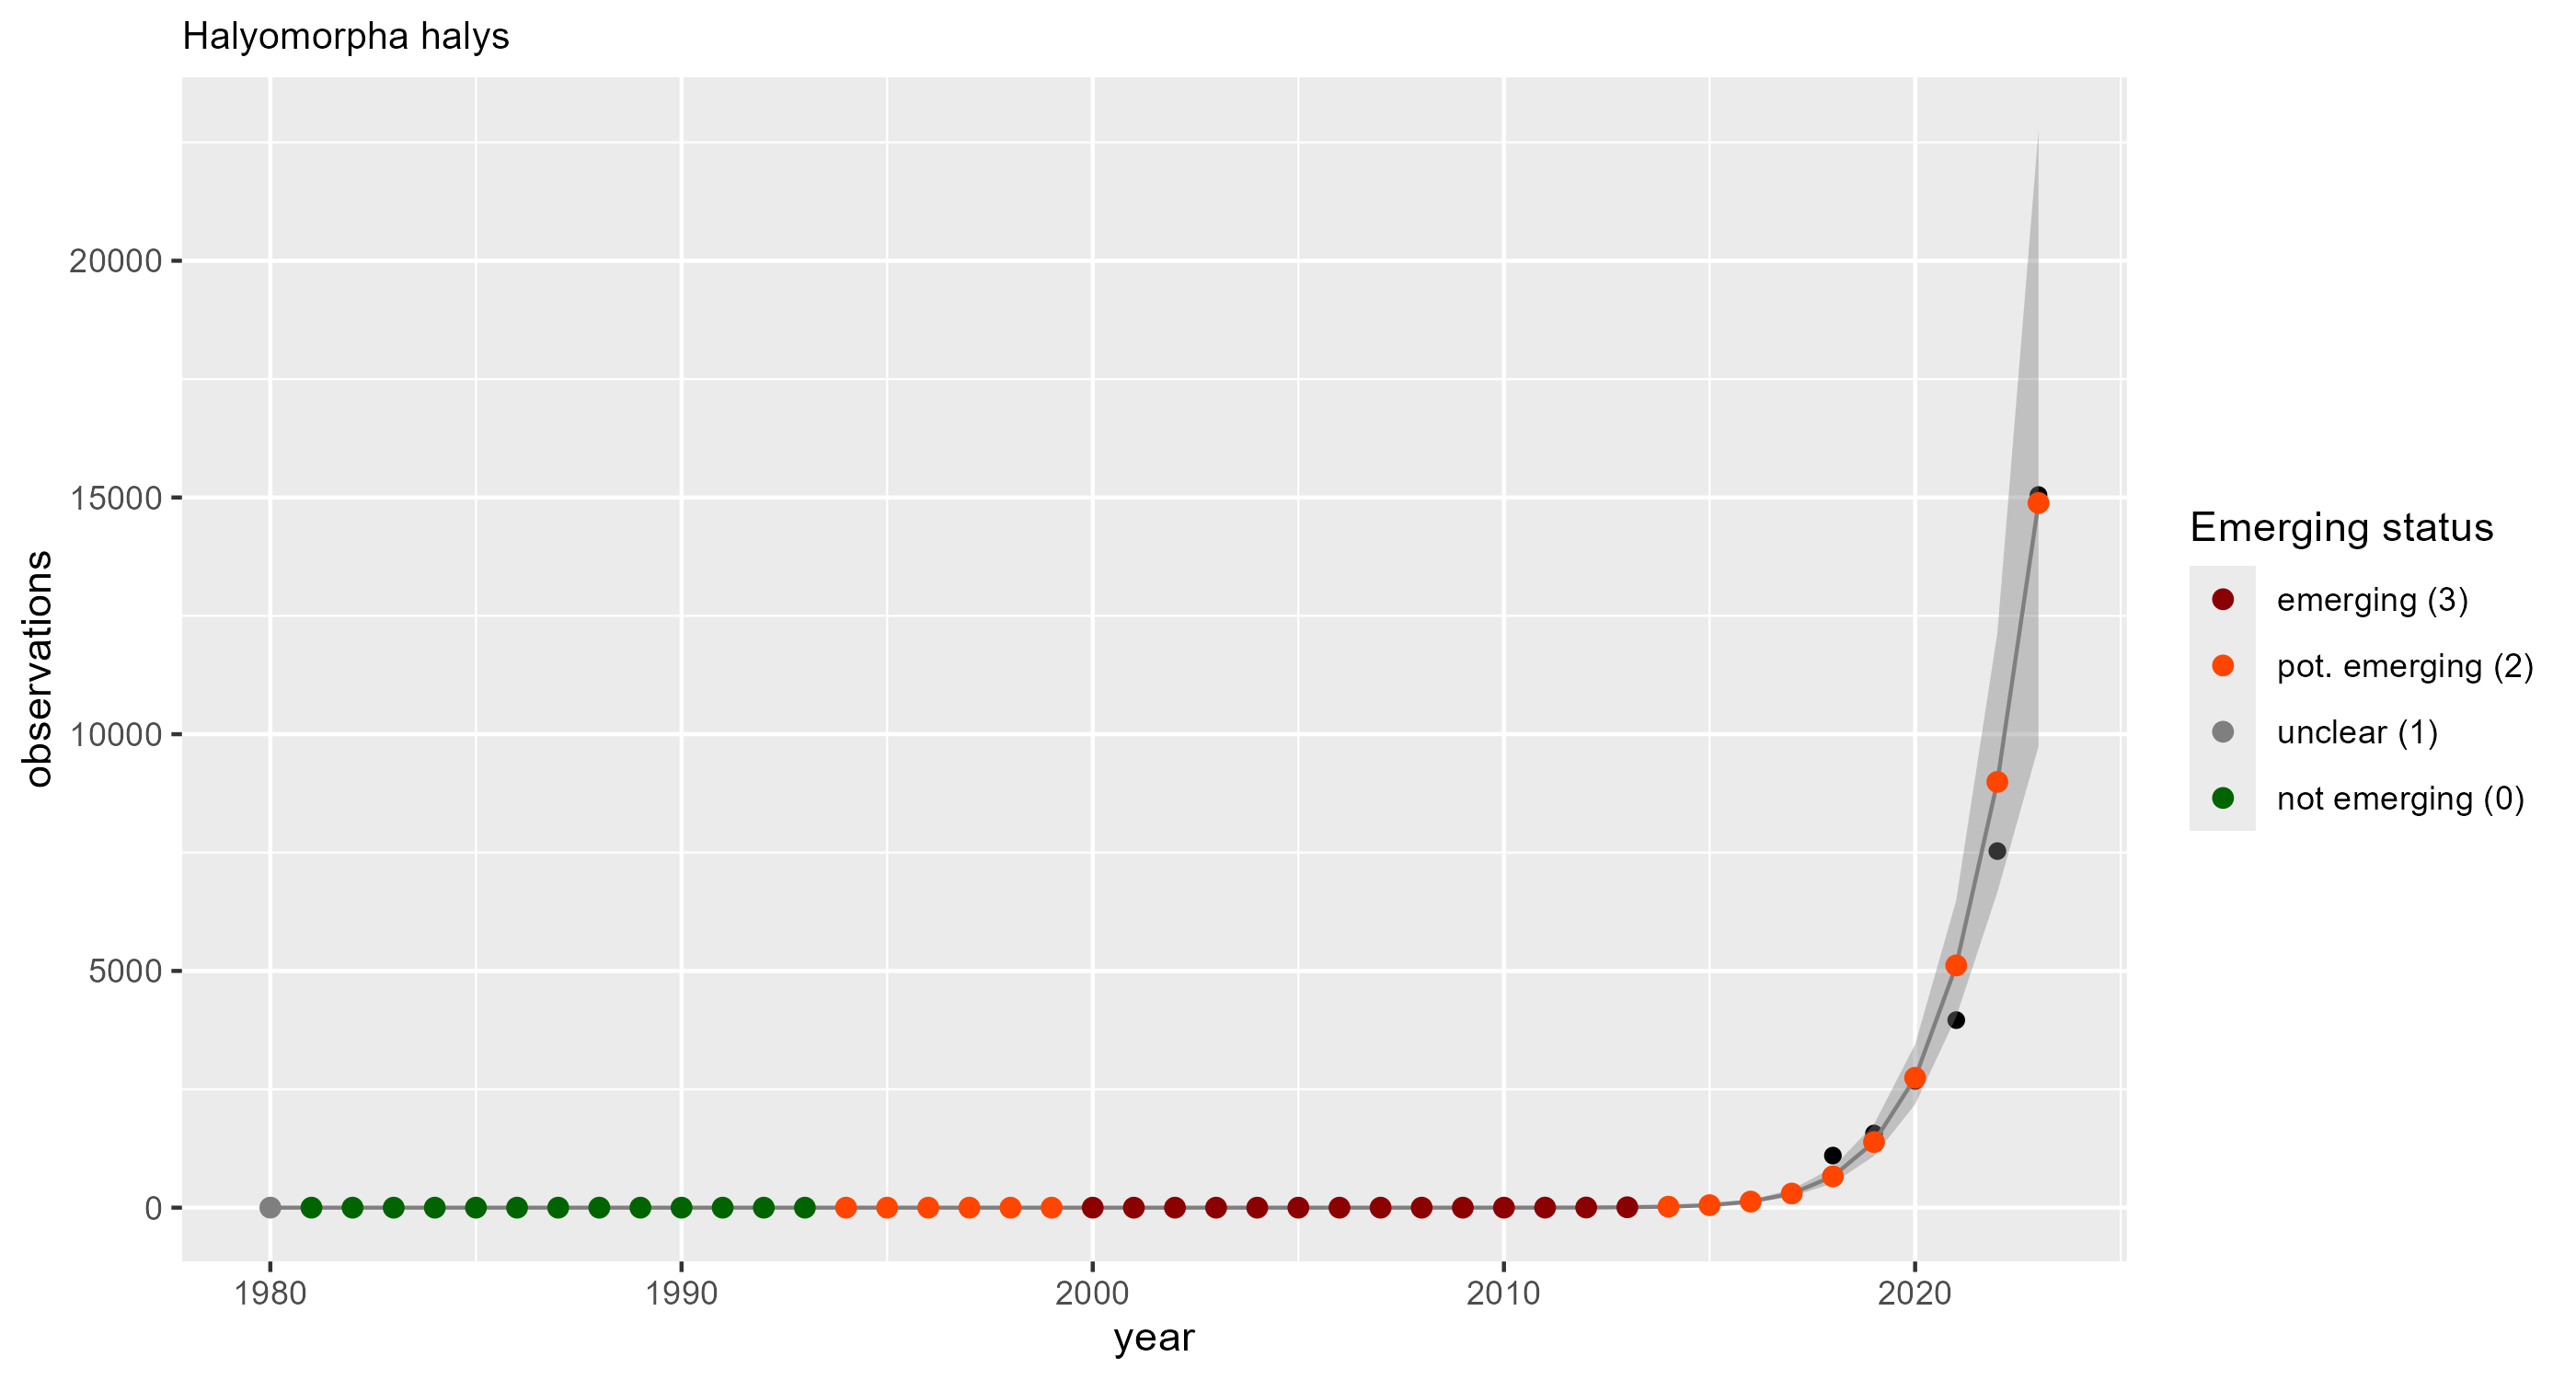 Halyomorpha halys
observations
20000
15000
10000
5000
0
1980
1990
2000
2010
2020
year
Emerging status
emerging (3)
pot. emerging (2)
unclear (1)
not emerging (0)